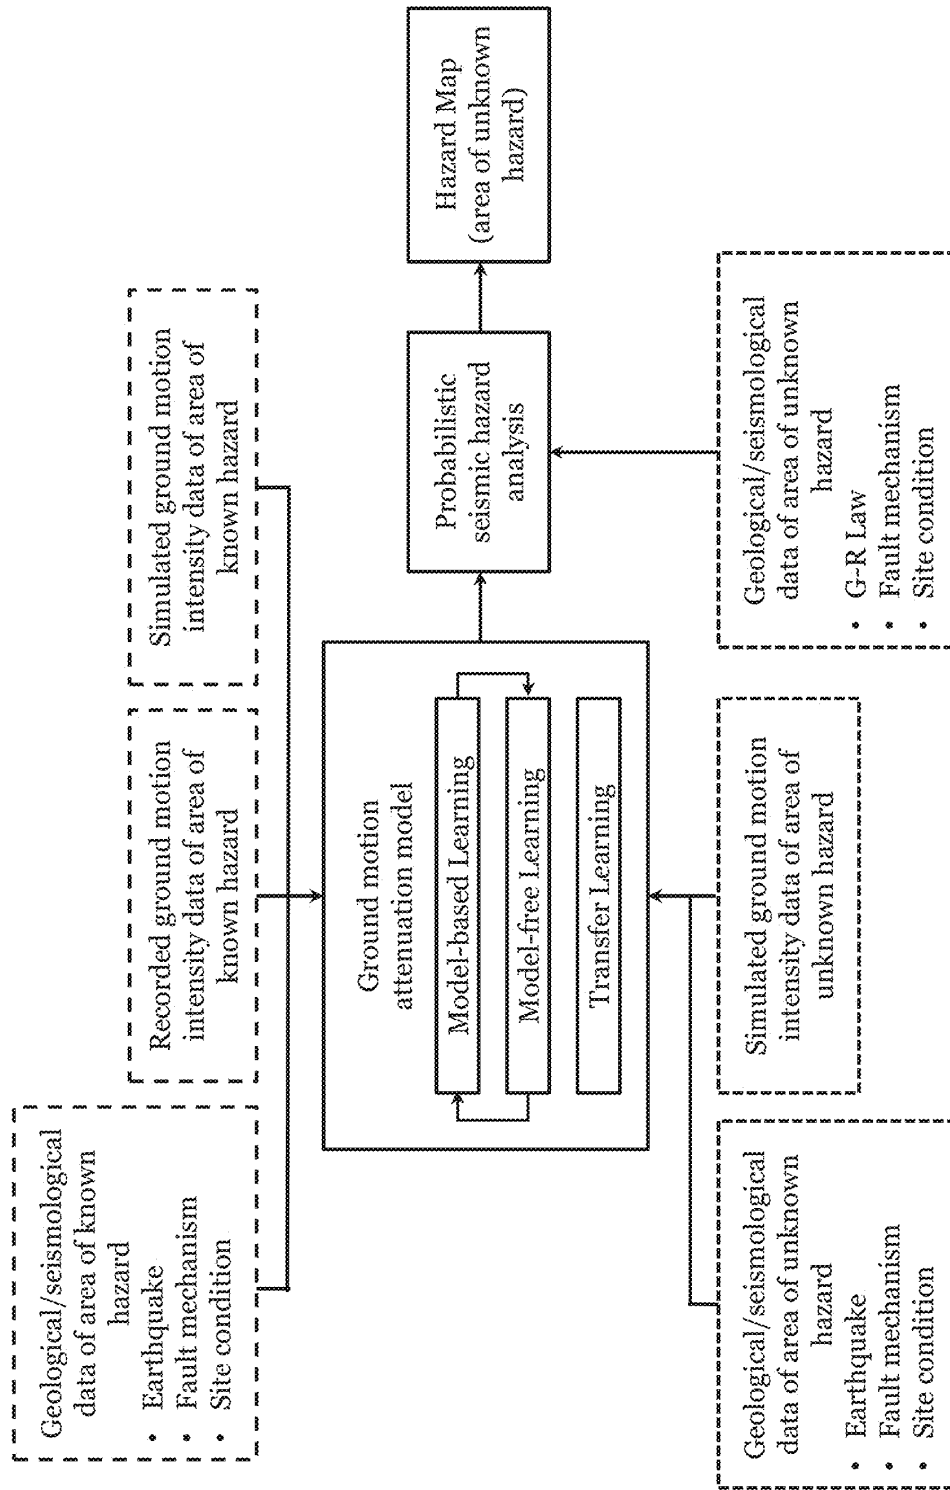 Geological/seismological
data of area of known
hazard
• Earthquake
• Fault mechanism
• Site condition
Recorded ground motion
intensity data of area of
known hazard
Simulated ground motion
intensity data of area of
known hazard
Ground motion
attenuation model
Model-based Learning
Model-free Learning
Transfer Learning
Probabilistic
seismic hazard
analysis
Hazard Map
(area of unknown
hazard)
Geological/seismological
data of area of unknown
hazard
• Earthquake
• Fault mechanism
• Site condition
Simulated ground motion
intensity data of area of
unknown hazard
Geological/seismological
data of area of unknown
hazard
• G-R Law
• Fault mechanism
• Site condition